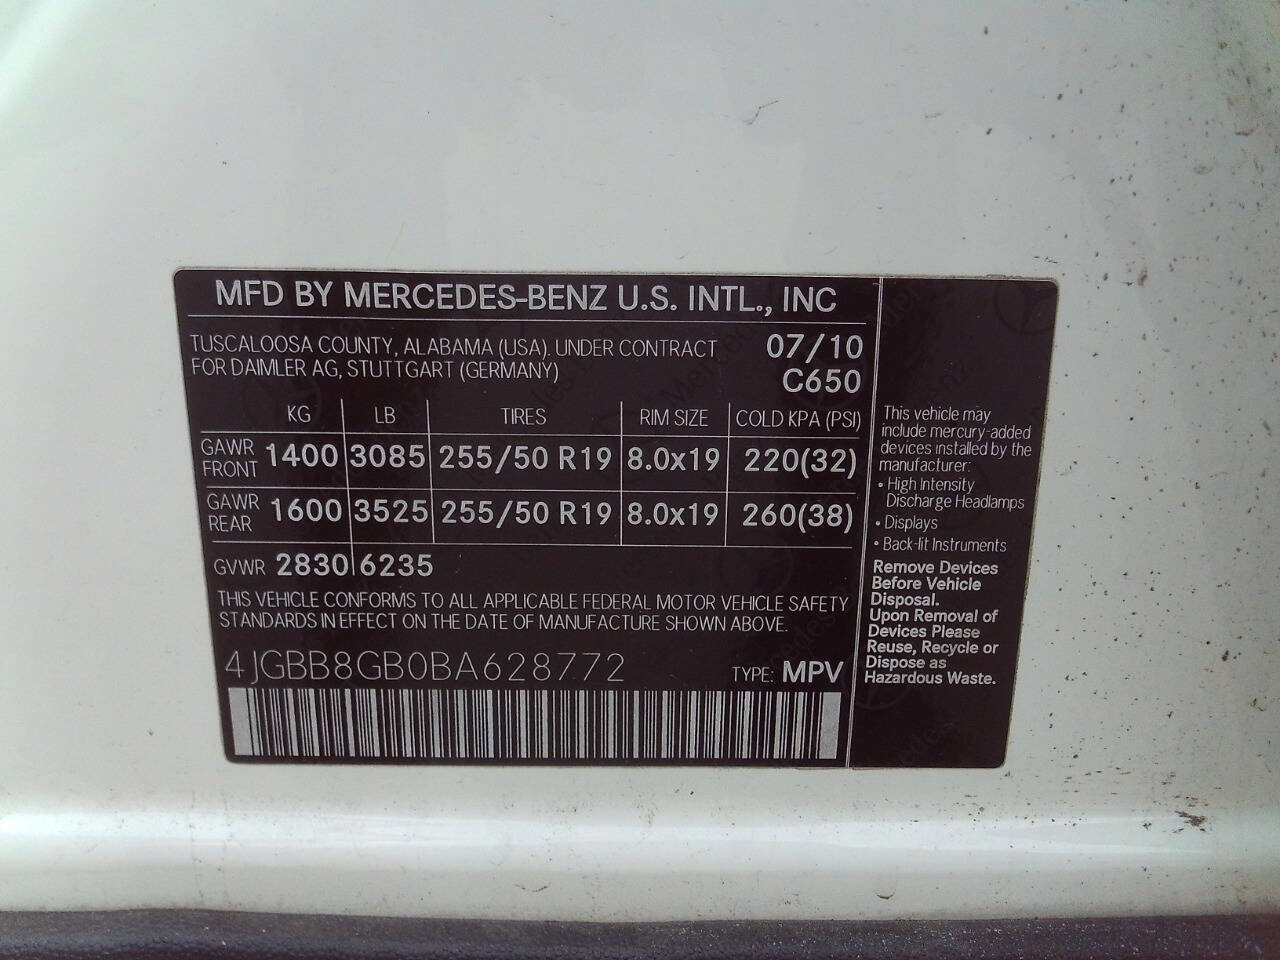 MFD BY MERCEDES-BENZ U.S. INTL., INC
TUSCALOOSA COUNTY, ALABAMA (USA). UNDER CONTRACT 07/10
FOR DAIMLER AG, STUTTGART (GERMANY) C650
KG LB TIRES RIM SIZE COLD KPA (PSI)
GAWR FRONT 1400 3085 255/50 R19 8.0x19 220(32)
GAWR REAR 1600 3525 255/50 R19 8.0x19 260(38)
GVWR 2830 6235
THIS VEHICLE CONFORMS TO ALL APPLICABLE FEDERAL MOTOR VEHICLE SAFETY
STANDARDS IN EFFECT ON THE DATE OF MANUFACTURE SHOWN ABOVE.
4JGBB8GB0BA628772 TYPE: MPV
This vehicle may
include mercury-added
devices installed by the
manufacturer:
• High Intensity
Discharge Headlamps
• Displays
• Back-lit Instruments
Remove Devices
Before Vehicle
Disposal.
Upon Removal of
Devices Please
Reuse, Recycle or
Dispose as
Hazardous Waste.